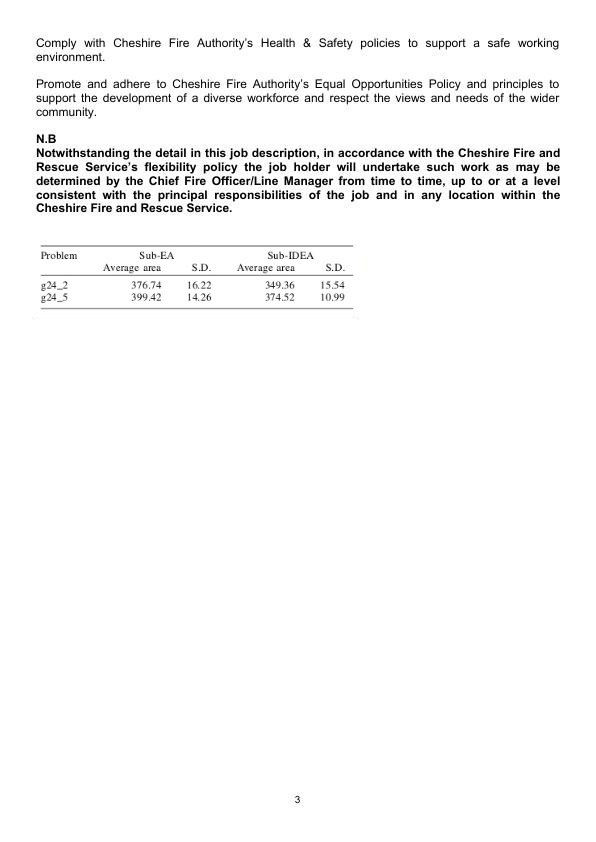 Comply with Cheshire Fire Authority's Health & Safety policies to support a safe working
environment.
Promote and adhere to Cheshire Fire Authority's Equal Opportunities Policy and principles to
support the development of a diverse workforce and respect the views and needs of the wider
community.
N.B
Notwithstanding the detail in this job description, in accordance with the Cheshire Fire and
Rescue Service's flexibility policy the job holder will undertake such work as may be
determined by the Chief Fire Officer/Line Manager from time to time, up to or at a level
consistent with the principal responsibilities of the job and in any location within the
Cheshire Fire and Rescue Service.
Problem Sub-EA Sub-IDEA
Average area S.D. Average area S.D.
g24_2 376.74 16.22 349.36 15.54
g24_5 399.42 14.26 374.52 10.99
3